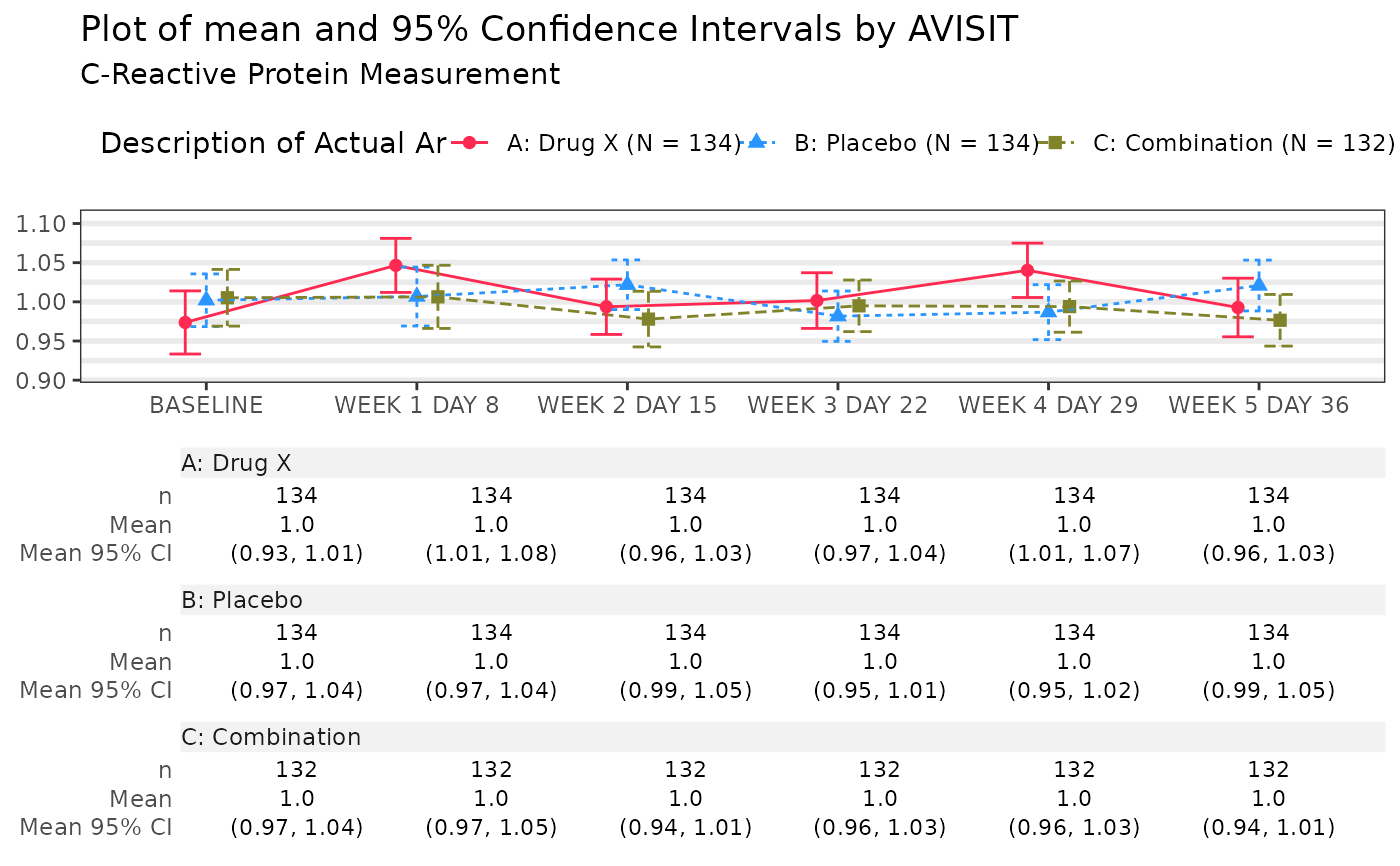 Plot of mean and 95% Confidence Intervals by AVISIT
C-Reactive Protein Measurement
Description of Actual Ar A: Drug X (N = 134) B: Placebo (N = 134) C: Combination (N = 132)
1.10
1.05
1.00
0.95
0.90
BASELINE WEEK 1 DAY 8 WEEK 2 DAY 15 WEEK 3 DAY 22 WEEK 4 DAY 29 WEEK 5 DAY 36
A: Drug X
n 134 134 134 134 134 134
Mean 1.0 1.0 1.0 1.0 1.0 1.0
Mean 95% CI (0.93, 1.01) (1.01, 1.08) (0.96, 1.03) (0.97, 1.04) (1.01, 1.07) (0.96, 1.03)
B: Placebo
n 134 134 134 134 134 134
Mean 1.0 1.0 1.0 1.0 1.0 1.0
Mean 95% CI (0.97, 1.04) (0.97, 1.04) (0.99, 1.05) (0.95, 1.01) (0.95, 1.02) (0.99, 1.05)
C: Combination
n 132 132 132 132 132 132
Mean 1.0 1.0 1.0 1.0 1.0 1.0
Mean 95% CI (0.97, 1.04) (0.97, 1.05) (0.94, 1.01) (0.96, 1.03) (0.96, 1.03) (0.94, 1.01)